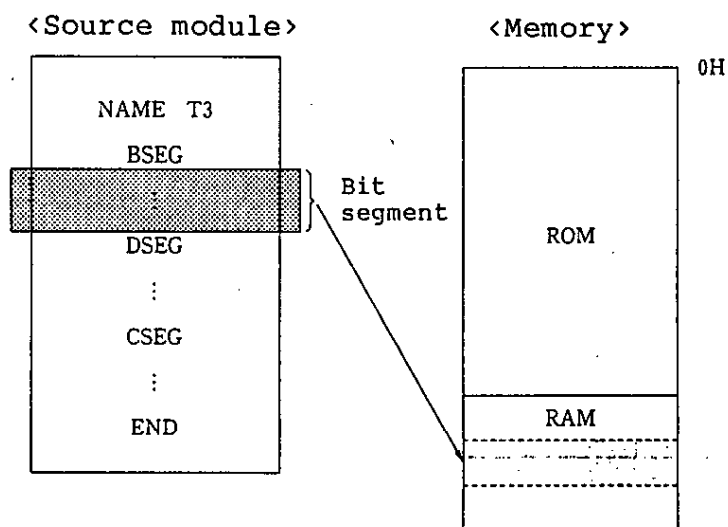 <Source module>
<Memory>
0H
NAME T3
BSEG
⋮
Bit
segment
DSEG
⋮
CSEG
⋮
END
ROM
RAM